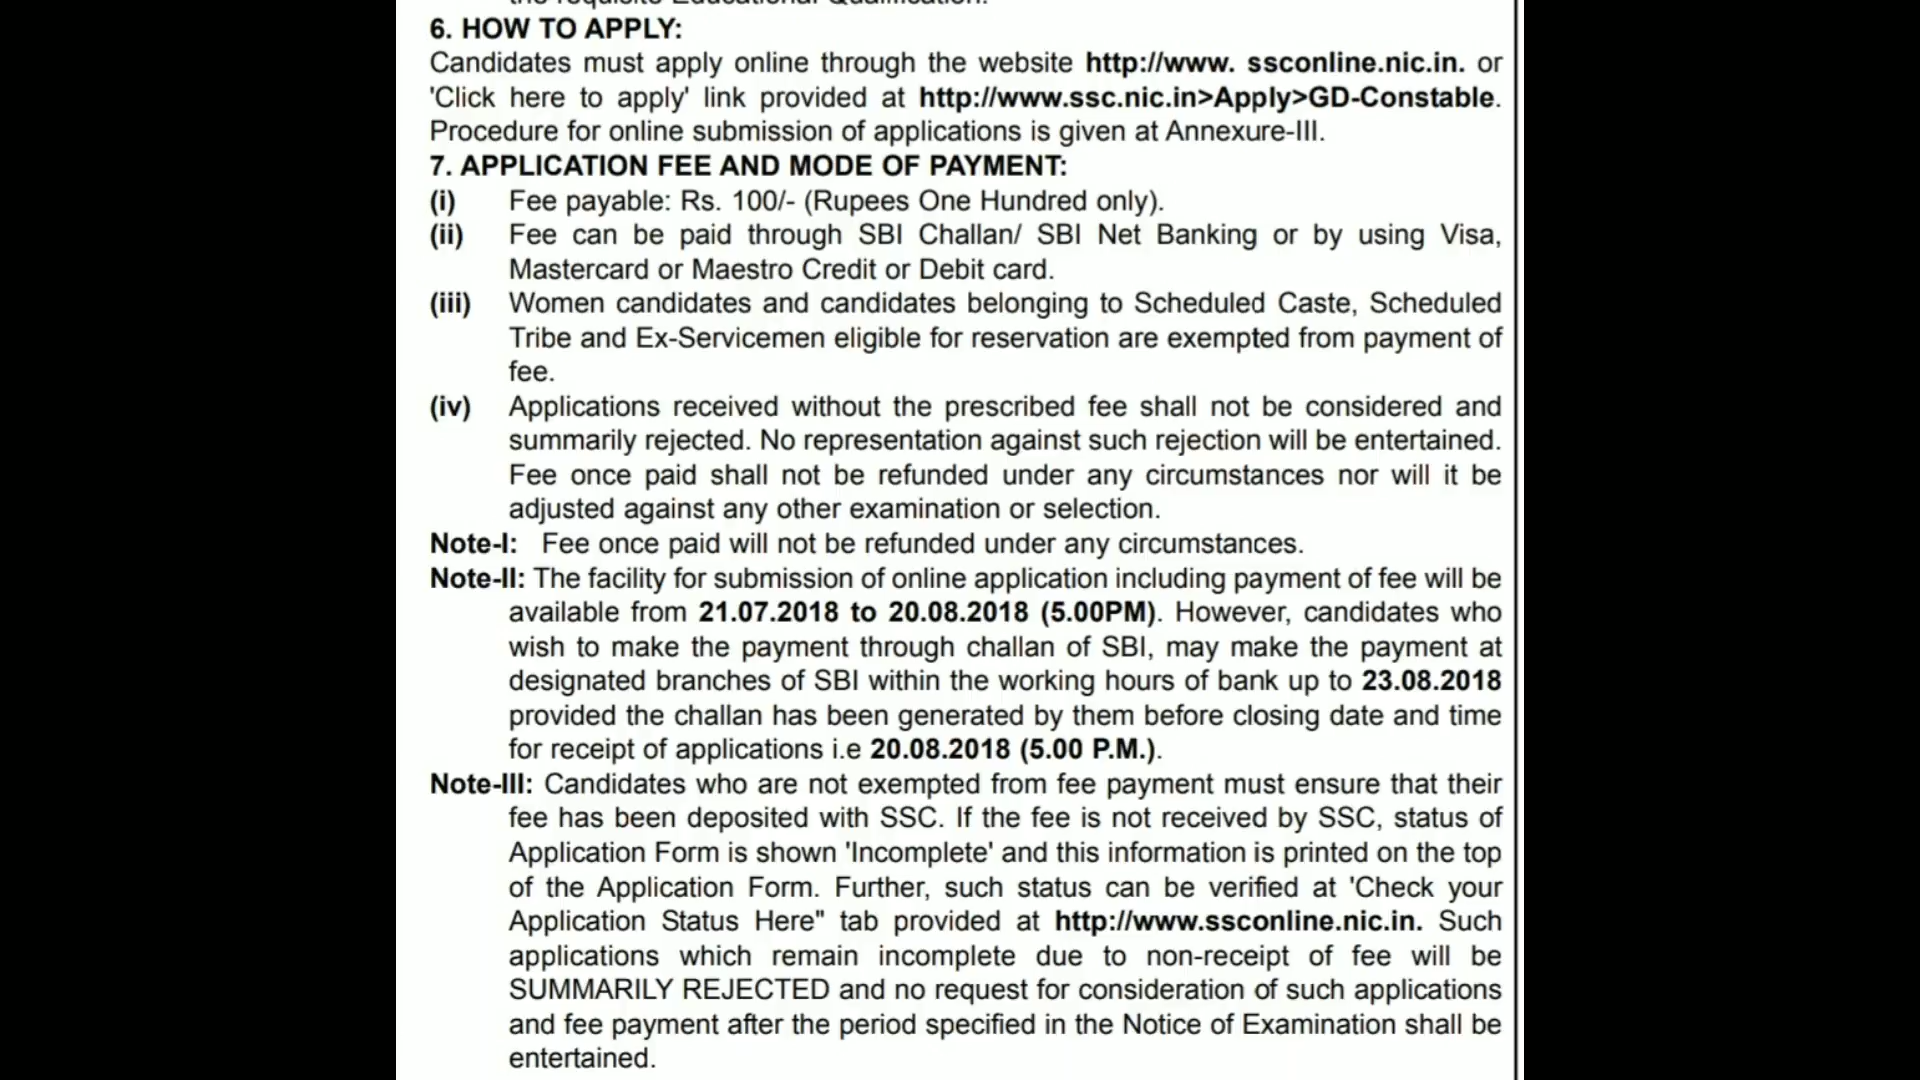 the requisite Educational Qualification.
6. HOW TO APPLY:
Candidates must apply online through the website http://www. ssconline.nic.in. or
'Click here to apply' link provided at http://www.ssc.nic.in>Apply>GD-Constable.
Procedure for online submission of applications is given at Annexure-III.
7. APPLICATION FEE AND MODE OF PAYMENT:
(i) Fee payable: Rs. 100/- (Rupees One Hundred only).
(ii) Fee can be paid through SBI Challan/ SBI Net Banking or by using Visa,
Mastercard or Maestro Credit or Debit card.
(iii) Women candidates and candidates belonging to Scheduled Caste, Scheduled
Tribe and Ex-Servicemen eligible for reservation are exempted from payment of
fee.
(iv) Applications received without the prescribed fee shall not be considered and
summarily rejected. No representation against such rejection will be entertained.
Fee once paid shall not be refunded under any circumstances nor will it be
adjusted against any other examination or selection.
Note-I: Fee once paid will not be refunded under any circumstances.
Note-II: The facility for submission of online application including payment of fee will be
available from 21.07.2018 to 20.08.2018 (5.00PM). However, candidates who
wish to make the payment through challan of SBI, may make the payment at
designated branches of SBI within the working hours of bank up to 23.08.2018
provided the challan has been generated by them before closing date and time
for receipt of applications i.e 20.08.2018 (5.00 P.M.).
Note-III: Candidates who are not exempted from fee payment must ensure that their
fee has been deposited with SSC. If the fee is not received by SSC, status of
Application Form is shown 'Incomplete' and this information is printed on the top
of the Application Form. Further, such status can be verified at 'Check your
Application Status Here" tab provided at http://www.ssconline.nic.in. Such
applications which remain incomplete due to non-receipt of fee will be
SUMMARILY REJECTED and no request for consideration of such applications
and fee payment after the period specified in the Notice of Examination shall be
entertained.